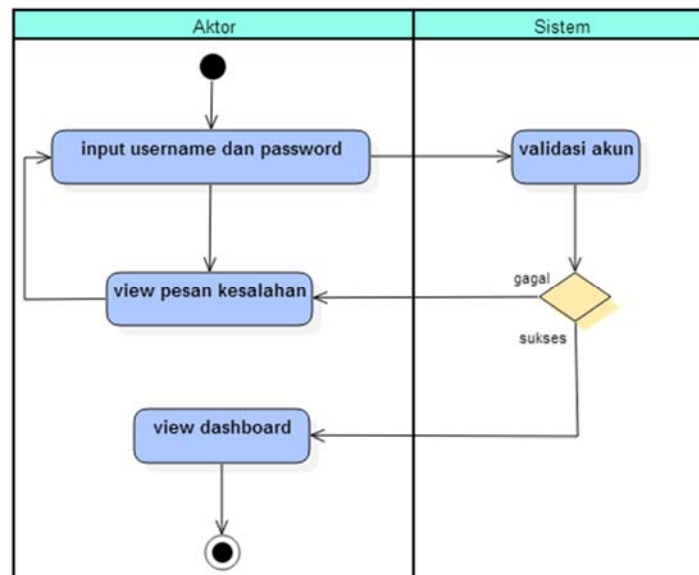 Aktor
Sistem
input username dan password
validasi akun
view pesan kesalahan
gagal
sukses
view dashboard